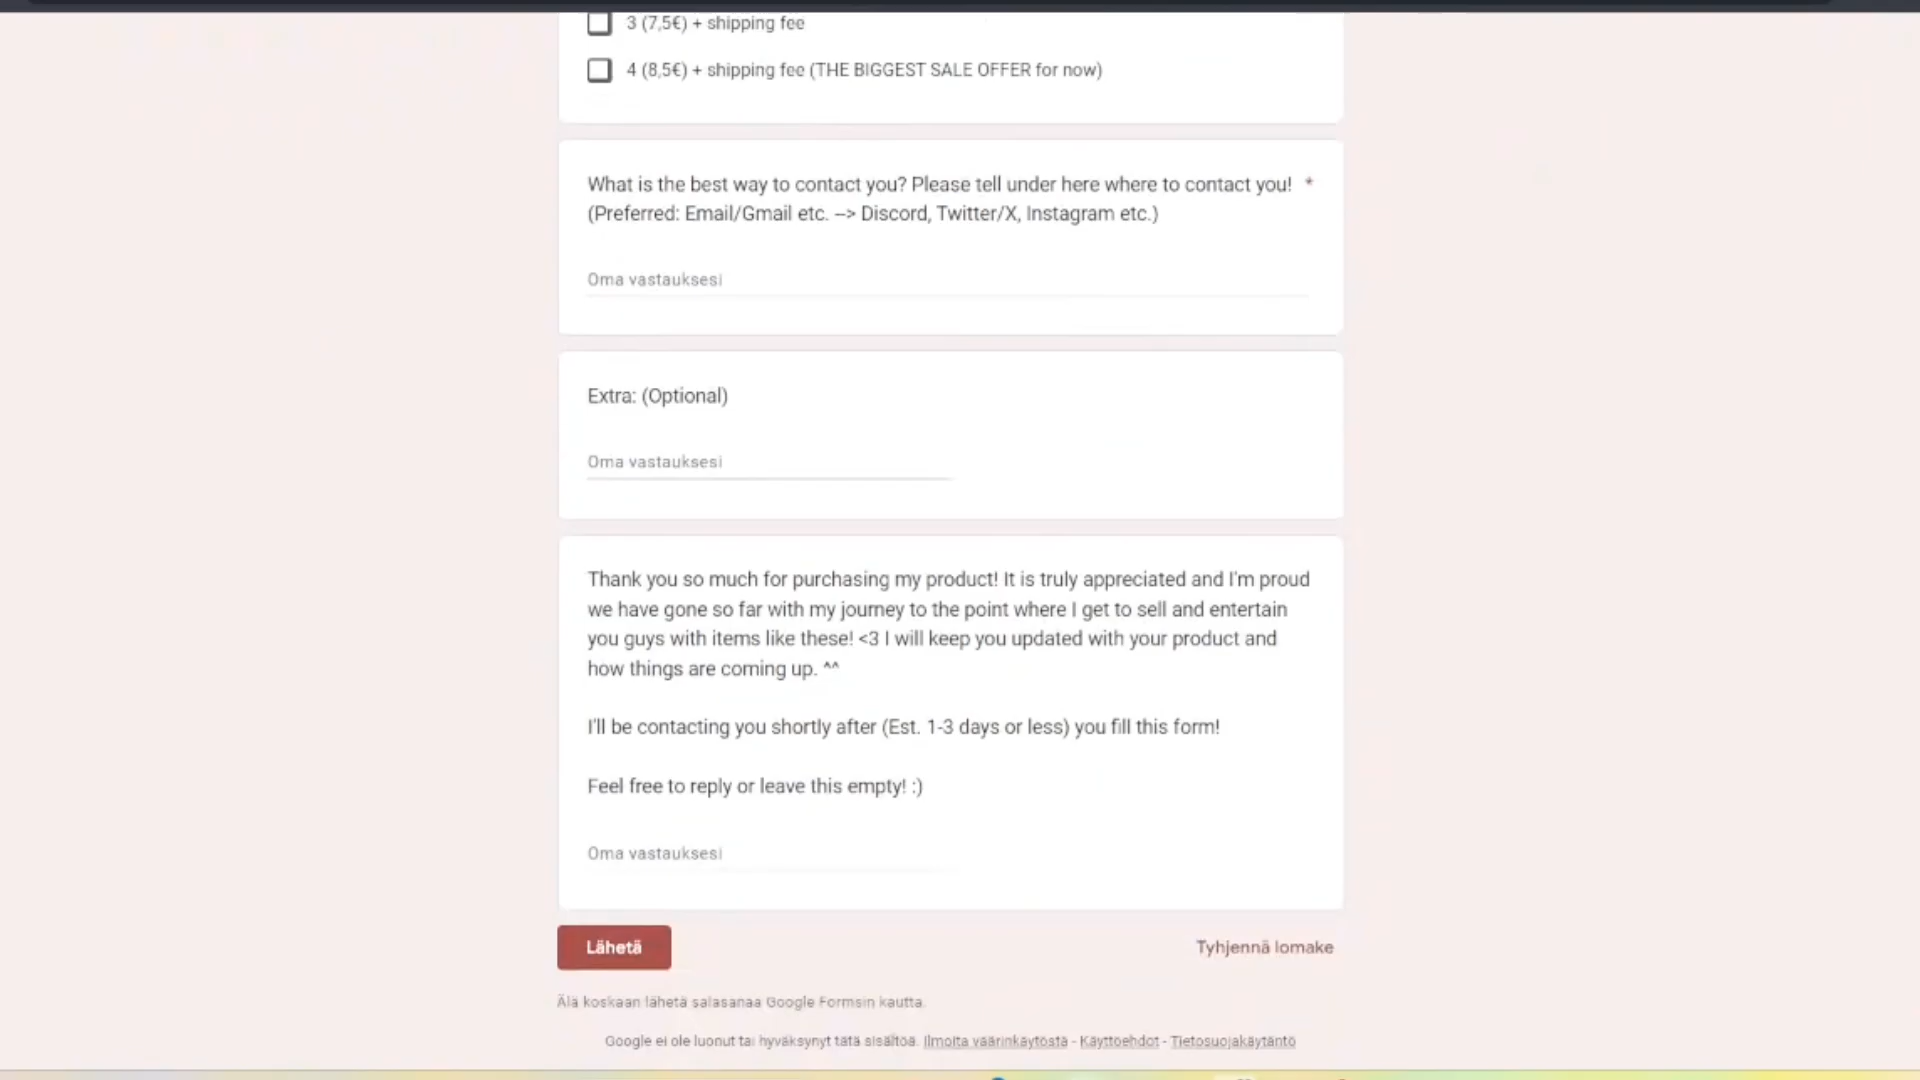 3 (7,5€) + shipping fee
4 (8,5€) + shipping fee (THE BIGGEST SALE OFFER for now)
What is the best way to contact you? Please tell under here where to contact you! *
(Preferred: Email/Gmail etc. --> Discord, Twitter/X, Instagram etc.)
Oma vastauksesi
Extra: (Optional)
Oma vastauksesi
Thank you so much for purchasing my product! It is truly appreciated and I'm proud
we have gone so far with my journey to the point where I get to sell and entertain
you guys with items like these! <3 I will keep you updated with your product and
how things are coming up. ^^
I'll be contacting you shortly after (Est. 1-3 days or less) you fill this form!
Feel free to reply or leave this empty! :)
Oma vastauksesi
Lähetä
Tyhjennä lomake
Älä koskaan lähetä salasanaa Google Formsin kautta.
Google ei ole luonut tai hyväksynyt tätä sisältöä. Ilmoita väärinkäytöstä - Käyttöehdot - Tietosuojakäytäntö